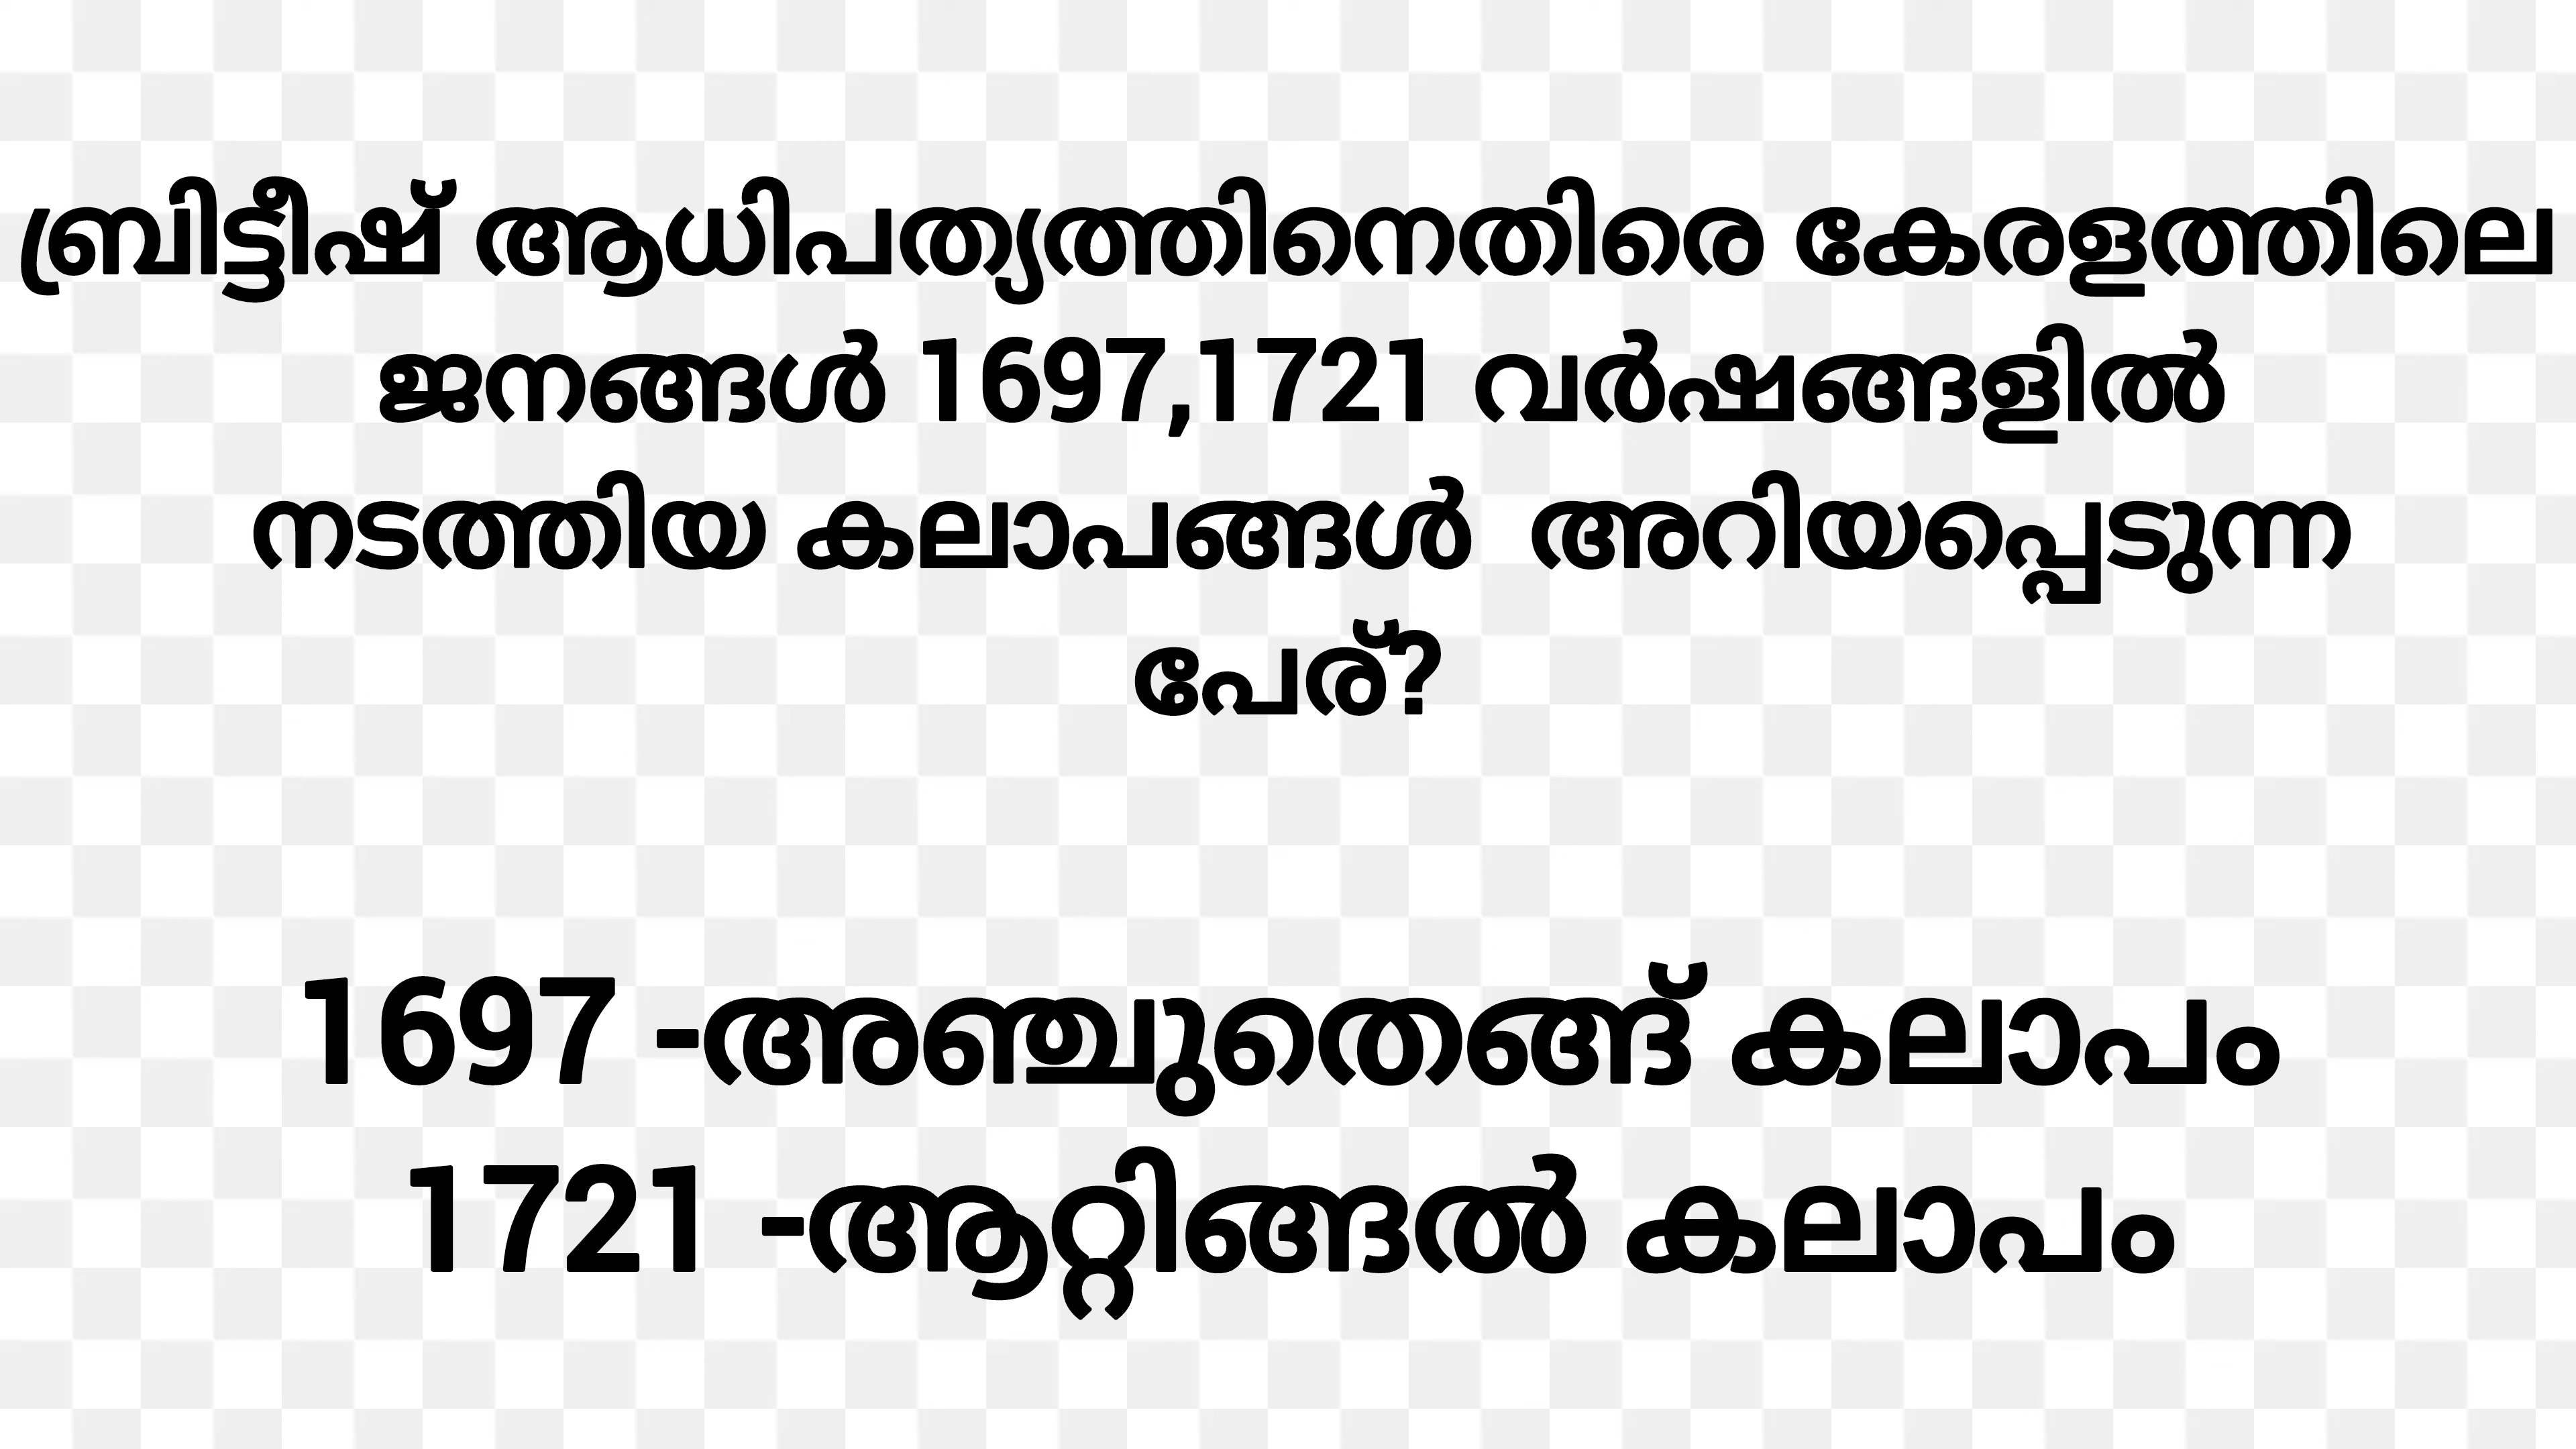 ബ്രിട്ടീഷ് ആധിപത്യത്തിനെതിരെ കേരളത്തിലെ
ജനങ്ങൾ 1697,1721 വർഷങ്ങളിൽ
നടത്തിയ കലാപങ്ങൾ അറിയപ്പെടുന്ന
പേര്?
1697 -അഞ്ചുതെങ്ങ് കലാപം
1721 -ആറ്റിങ്ങൽ കലാപം